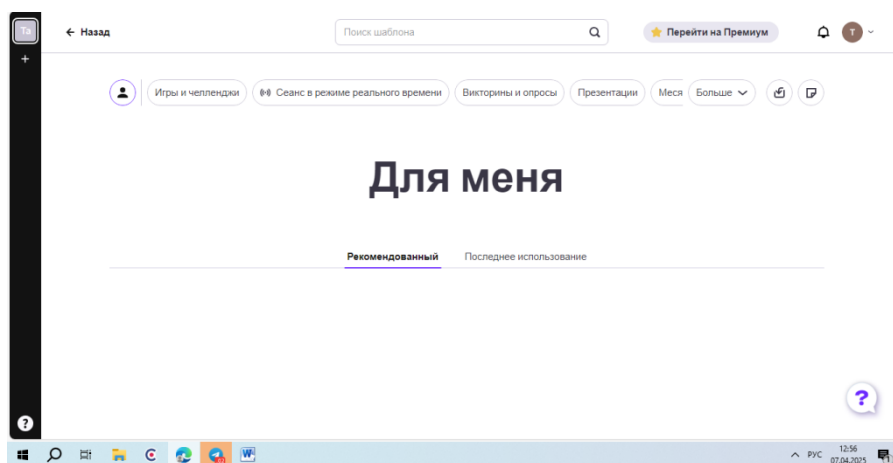 Ta
← Назад
Поиск шаблона
Перейти на Премиум
T
+
Игры и челленджи
Сеанс в режиме реального времени
Викторины и опросы
Презентации
Меся
Больше
Для меня
Рекомендованный
Последнее использование
?
?
W
РУС
12:56
07.04.2025